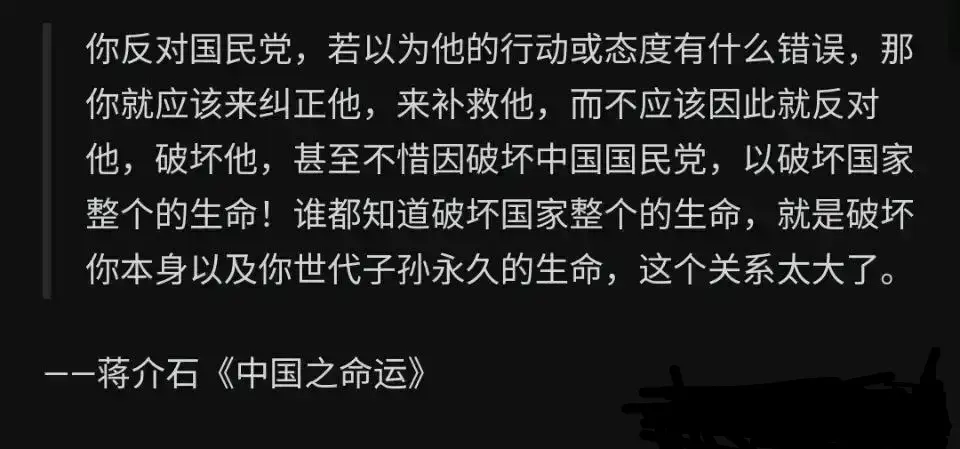 你反对国民党，若以为他的行动或态度有什么错误，那
你就应该来纠正他，来补救他，而不应该因此就反对
他，破坏他，甚至不惜因破坏中国国民党，以破坏国家
整个的生命！谁都知道破坏国家整个的生命，就是破坏
你本身以及你世代子孙永久的生命，这个关系太大了。
——蒋介石《中国之命运》